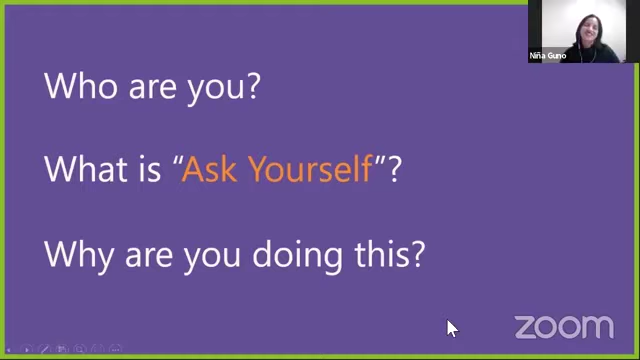 Niña Guno
Who are you?
What is “Ask Yourself”?
Why are you doing this?
zoom